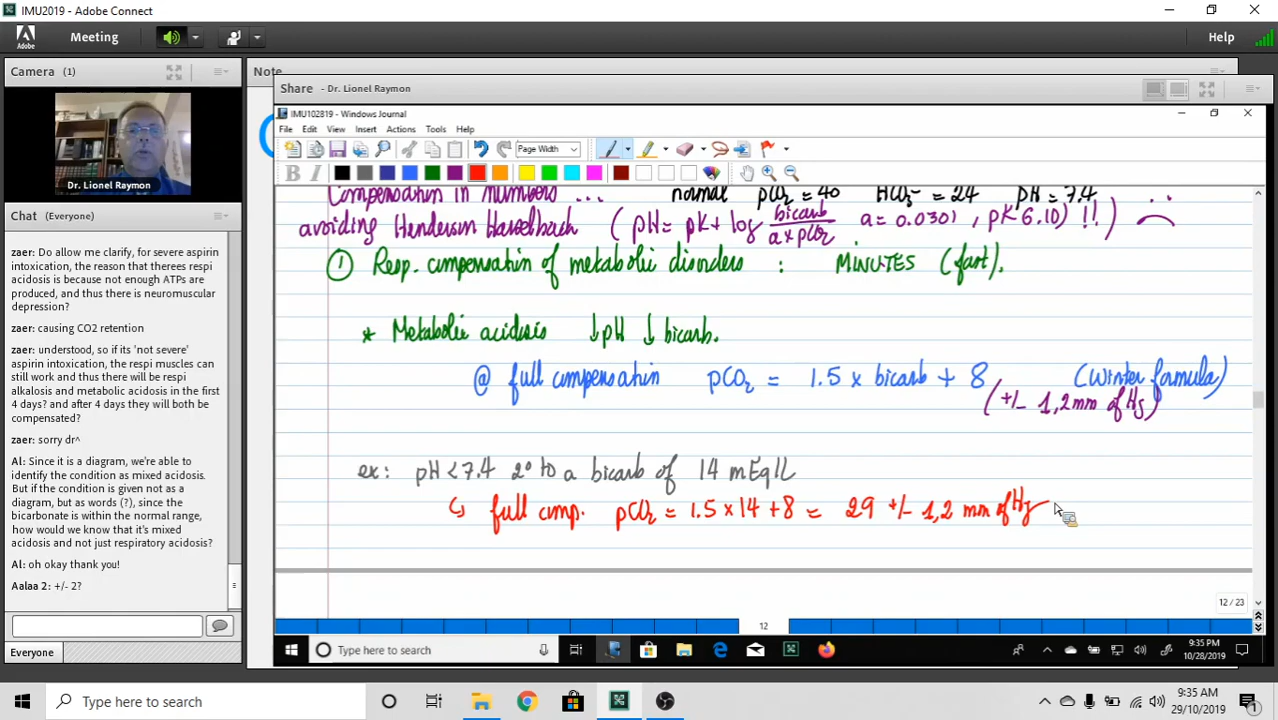 IMU2019 - Adobe Connect
Adobe
Meeting
Help
Camera (1)
Dr. Lionel Raymon
Chat (Everyone)
zaer: Do allow me clarify, for severe aspirin
intoxication, the reason that therees respi
acidosis is because not enough ATPs are
produced, and thus there is neuromuscular
depression?
zaer: causing CO2 retention
zaer: understood, so if its 'not severe'
aspirin intoxication, the respi muscles can
still work and thus there will be respi
alkalosis and metabolic acidosis in the first
4 days? and after 4 days they will both be
compensated?
zaer: sorry dr^
Al: Since it is a diagram, we're able to
identify the condition as mixed acidosis.
But if the condition is given not as a
diagram, but as words (?), since the
bicarbonate is within the normal range,
how would we know that it's mixed
acidosis and not just respiratory acidosis?
Al: oh okay thank you!
Aalaa 2: +/- 2?
Everyone
Note
Share - Dr. Lionel Raymon
IMU102819 - Windows Journal
File Edit View Insert Actions Tools Help
Page Width
B I
Compensation in numbers ... normal pCO2 = 40 HCO3- = 24 pH = 7.4
avoiding Henderson Hasselbach ( pH = pK + log bicarb / a x pCO2 a = 0.0301 , pK 6.10 ) !!
① Resp. compensation of metabolic disorders : MINUTES (fast).
* Metabolic acidosis ↓pH ↓ bicarb.
@ full compensation pCO2 = 1.5 x bicarb + 8 (Winter formula)
(+/- 1,2 mm of Hg)
ex: pH < 7.4 2° to a bicarb of 14 mEq/L
↳ full comp. pCO2 = 1.5 x 14 + 8 = 29 +/- 1,2 mm of Hg
12 / 23
12
Type here to search
9:35 PM
10/28/2019
Type here to search
9:35 AM
29/10/2019
1